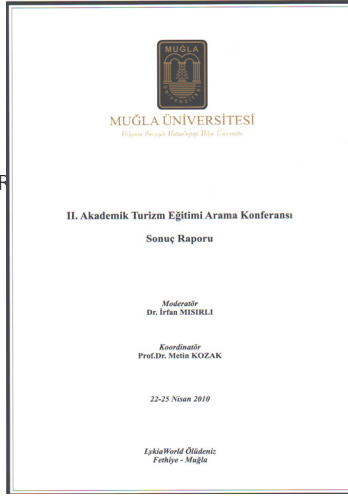 MUĞLA
MUĞLA ÜNİVERSİTESİ
R
II. Akademik Turizm Eğitimi Arama Konferansı
Sonuç Raporu
Moderatör
Dr. İrfan MISIRLI
Koordinatör
Prof.Dr. Metin KOZAK
22-25 Nisan 2010
LykiaWorld Ölüdeniz
Fethiye - Muğla